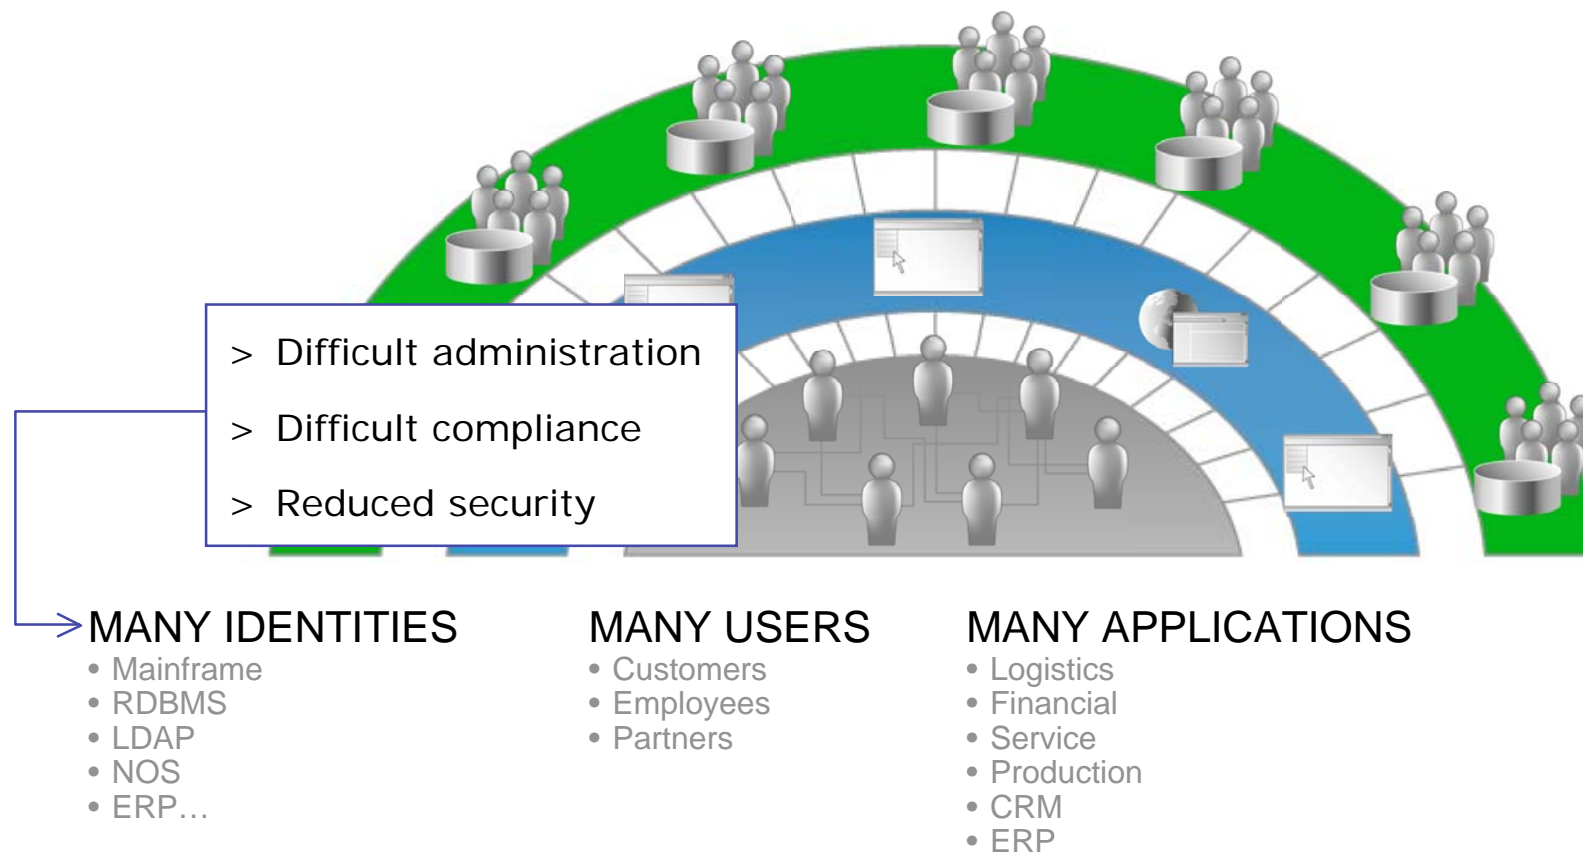 > Difficult administration
> Difficult compliance
> Reduced security
MANY IDENTITIES
• Mainframe
• RDBMS
• LDAP
• NOS
• ERP…
MANY USERS
• Customers
• Employees
• Partners
MANY APPLICATIONS
• Logistics
• Financial
• Service
• Production
• CRM
• ERP